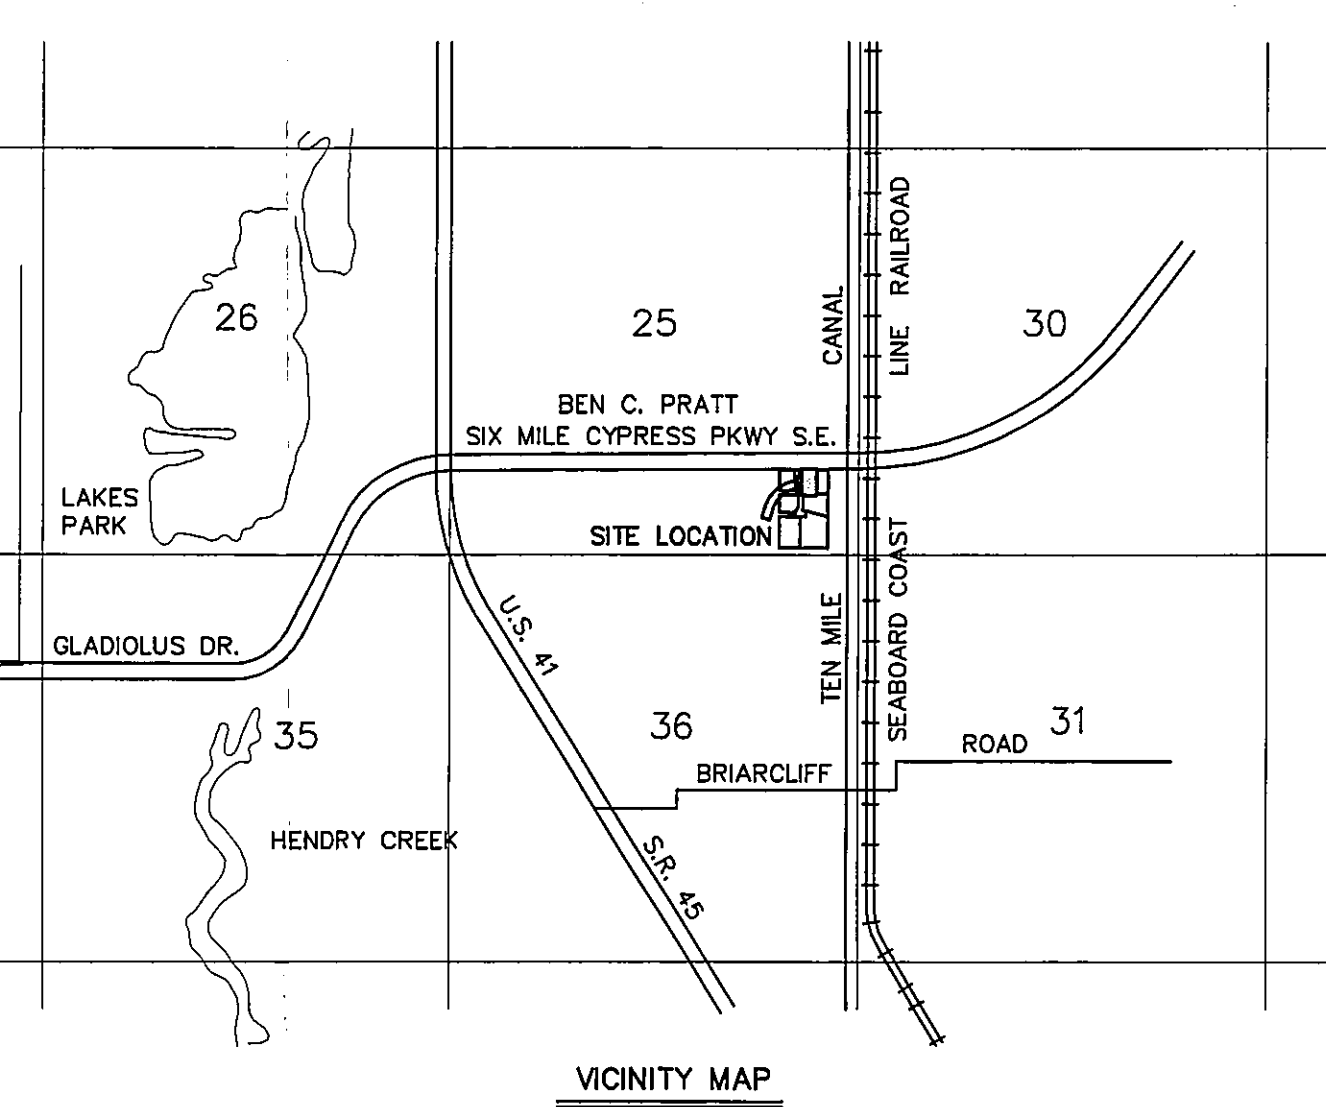 LINE RAILROAD
CANAL
26
25
30
BEN C. PRATT
SIX MILE CYPRESS PKWY S.E.
LAKES
PARK
SITE LOCATION
SEABOARD COAST
TEN MILE
U.S. 41
GLADIOLUS DR.
35
36
31
ROAD
BRIARCLIFF
HENDRY CREEK
S.R. 45
VICINITY MAP